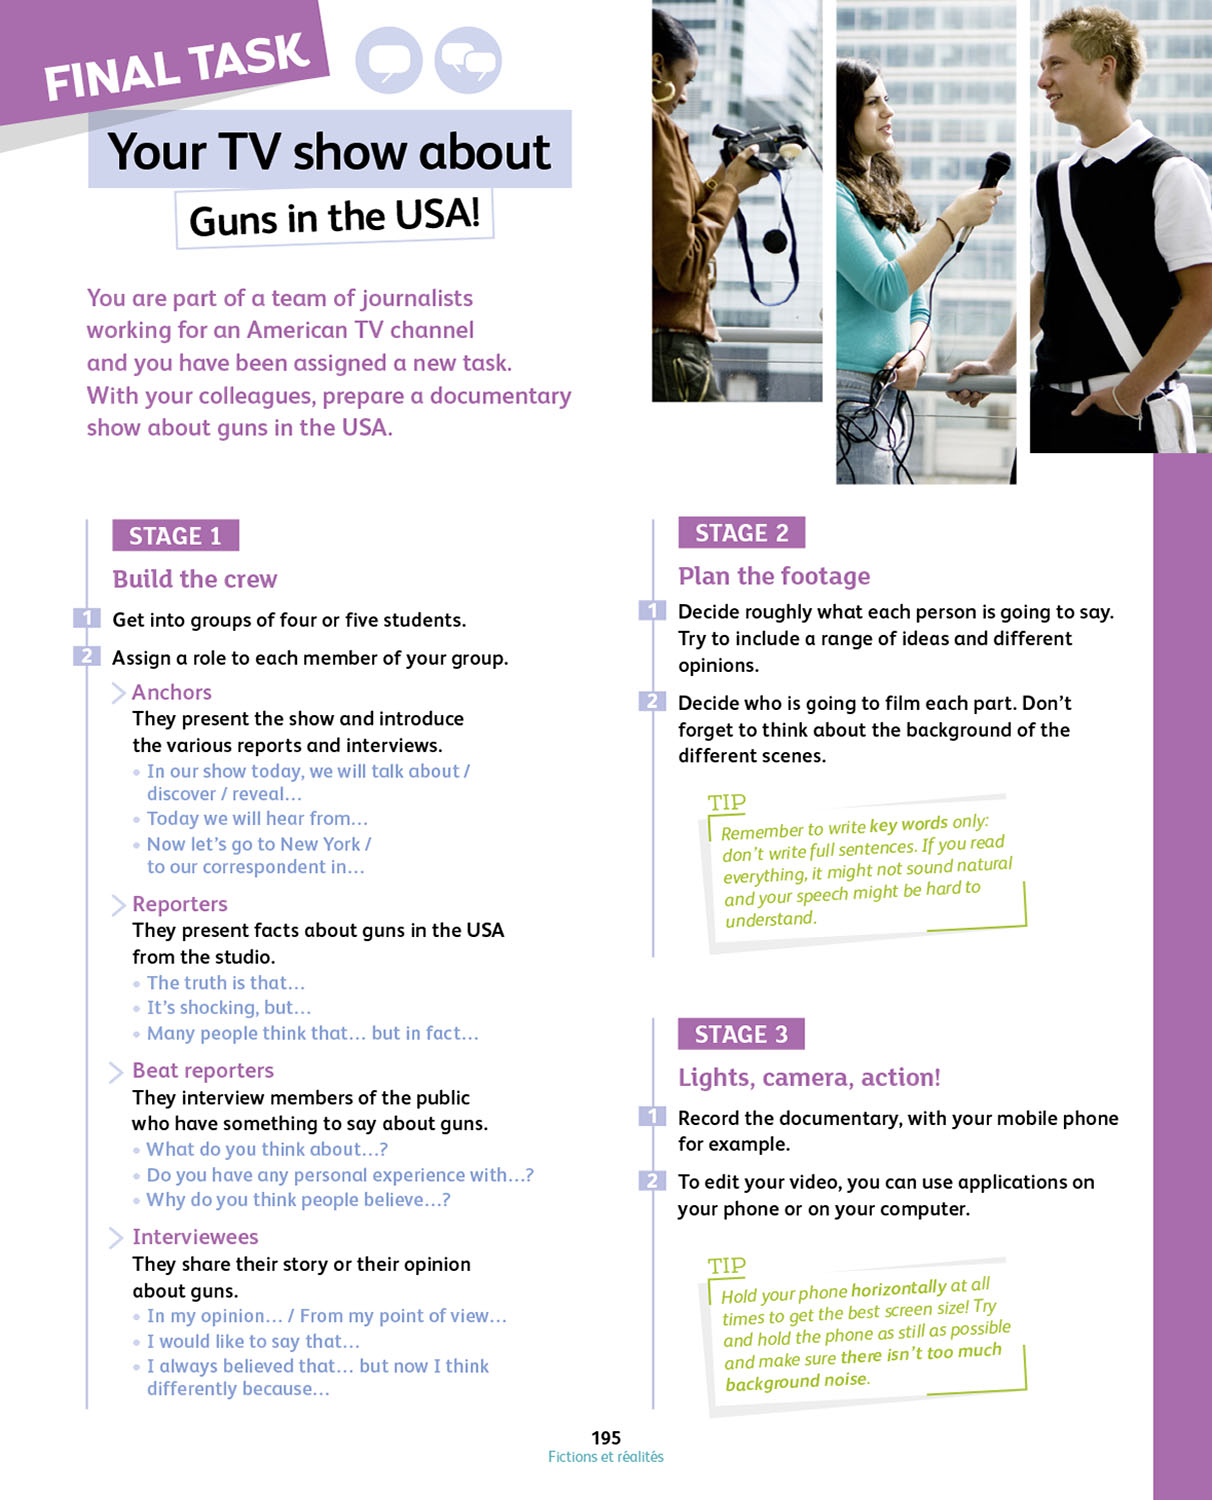 FINAL TASK
Your TV show about
Guns in the USA!
You are part of a team of journalists
working for an American TV channel
and you have been assigned a new task.
With your colleagues, prepare a documentary
show about guns in the USA.
STAGE 1
Build the crew
1 Get into groups of four or five students.
2 Assign a role to each member of your group.
Anchors
They present the show and introduce
the various reports and interviews.
• In our show today, we will talk about /
discover / reveal…
• Today we will hear from…
• Now let's go to New York /
to our correspondent in…
Reporters
They present facts about guns in the USA
from the studio.
• The truth is that…
• It's shocking, but…
• Many people think that… but in fact…
Beat reporters
They interview members of the public
who have something to say about guns.
• What do you think about…?
• Do you have any personal experience with…?
• Why do you think people believe…?
Interviewees
They share their story or their opinion
about guns.
• In my opinion… / From my point of view…
• I would like to say that…
• I always believed that… but now I think
differently because…
STAGE 2
Plan the footage
1 Decide roughly what each person is going to say.
Try to include a range of ideas and different
opinions.
2 Decide who is going to film each part. Don't
forget to think about the background of the
different scenes.
TIP
Remember to write key words only:
don't write full sentences. If you read
everything, it might not sound natural
and your speech might be hard to
understand.
STAGE 3
Lights, camera, action!
1 Record the documentary, with your mobile phone
for example.
2 To edit your video, you can use applications on
your phone or on your computer.
TIP
Hold your phone horizontally at all
times to get the best screen size! Try
and hold the phone as still as possible
and make sure there isn't too much
background noise.
195
Fictions et réalités